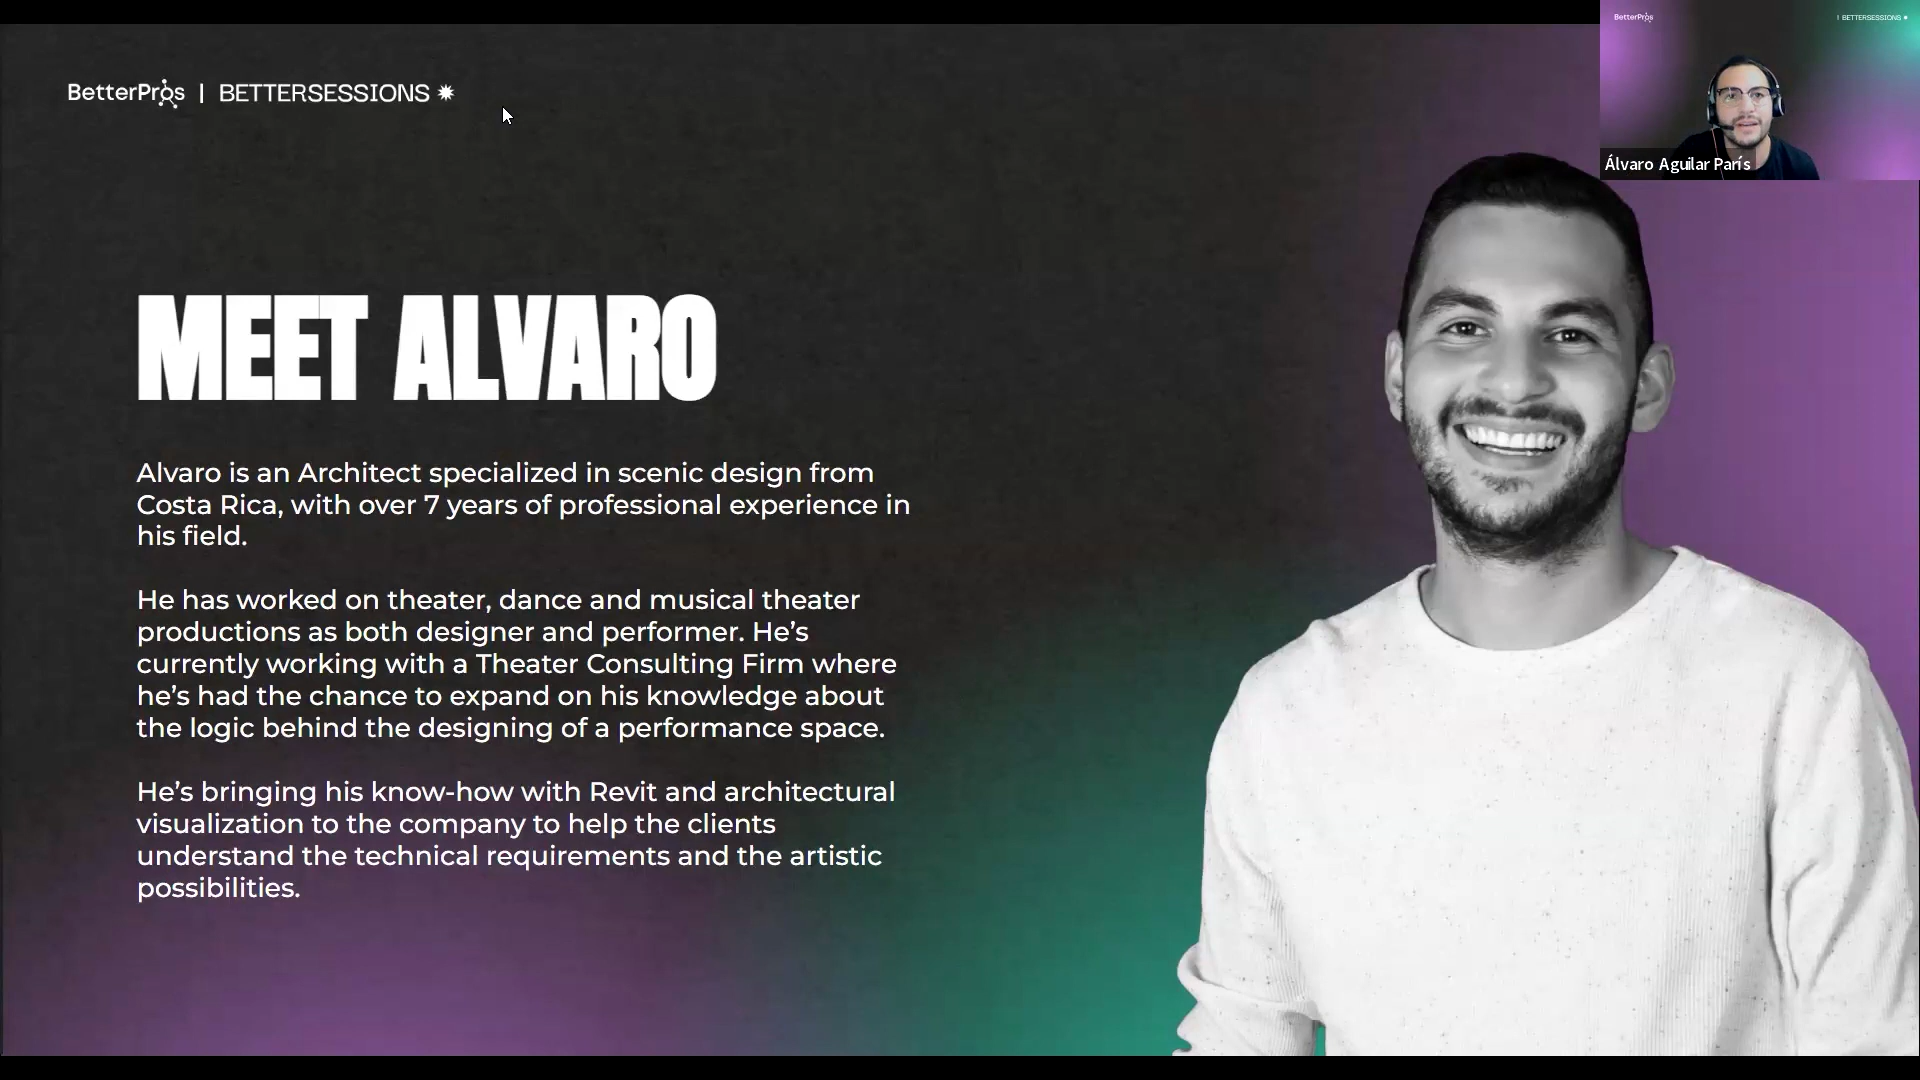 BetterPros | BETTERSESSIONS
BetterPros
| BETTERSESSIONS
Álvaro Aguilar París
MEET ALVARO
Alvaro is an Architect specialized in scenic design from
Costa Rica, with over 7 years of professional experience in
his field.
He has worked on theater, dance and musical theater
productions as both designer and performer. He’s
currently working with a Theater Consulting Firm where
he’s had the chance to expand on his knowledge about
the logic behind the designing of a performance space.
He’s bringing his know-how with Revit and architectural
visualization to the company to help the clients
understand the technical requirements and the artistic
possibilities.